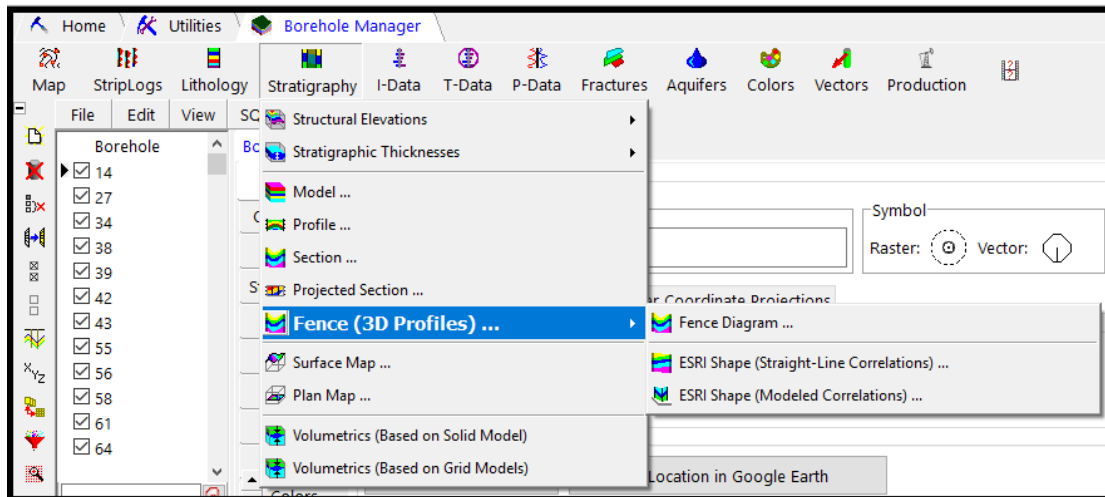 Home Utilities Borehole Manager
Map StripLogs Lithology Stratigraphy I-Data T-Data P-Data Fractures Aquifers Colors Vectors Production
File Edit View
Borehole
14
27
34
38
39
42
43
55
56
58
61
64
Structural Elevations
Stratigraphic Thicknesses
Model ...
Profile ...
Section ...
Projected Section ...
Fence (3D Profiles) ...
Surface Map ...
Plan Map ...
Volumetrics (Based on Solid Model)
Volumetrics (Based on Grid Models)
Fence Diagram ...
ESRI Shape (Straight-Line Correlations) ...
ESRI Shape (Modeled Correlations) ...
Symbol
Raster: Vector:
Coordinate Projections
Location in Google Earth
Colors